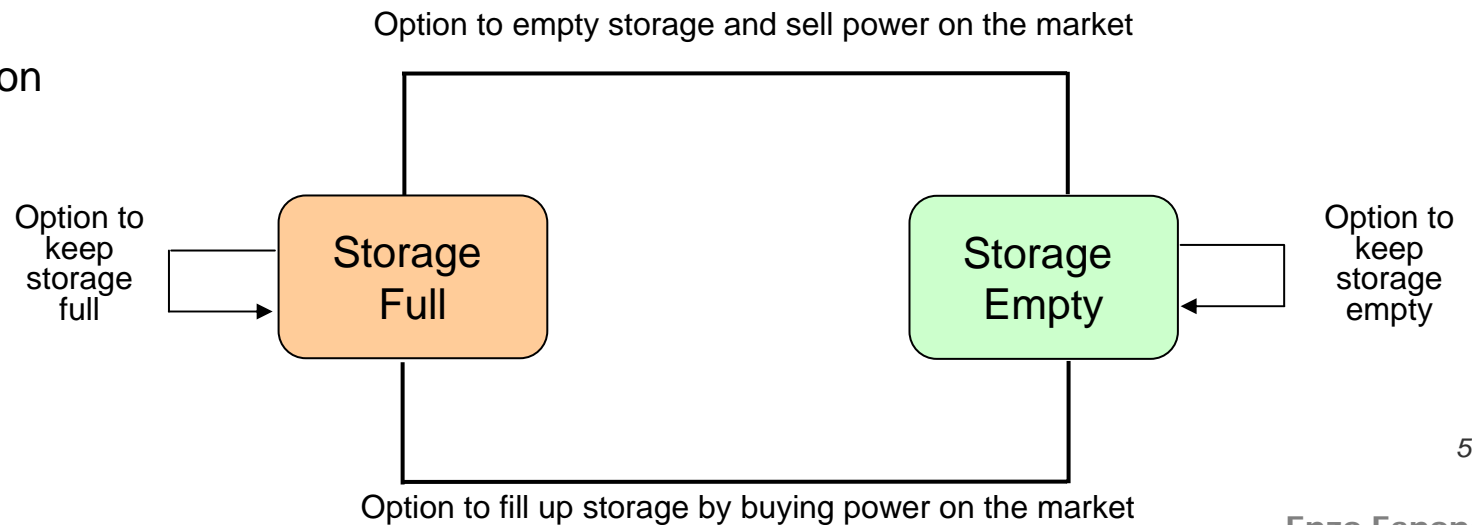 Option to empty storage and sell power on the market
on
Option to
keep
storage
full
Storage
Full
Storage
Empty
Option to
keep
storage
empty
5
Option to fill up storage by buying power on the market
Enzo